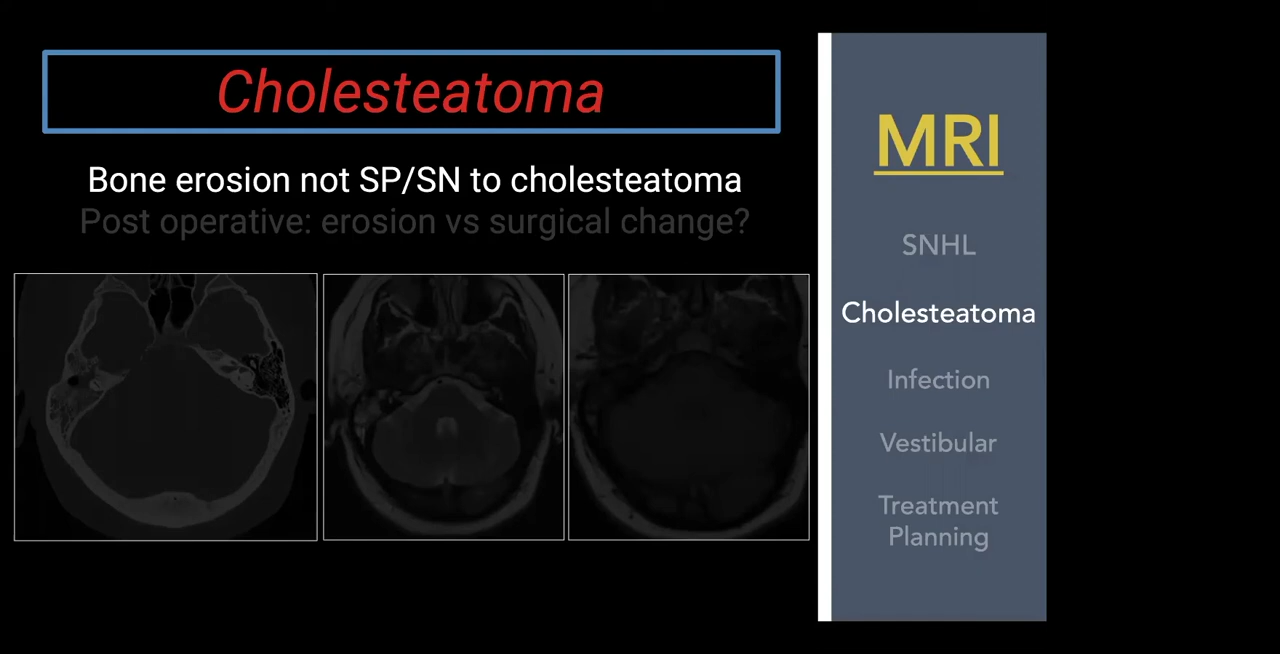 Cholesteatoma
Bone erosion not SP/SN to cholesteatoma
Post operative: erosion vs surgical change?
MRI
SNHL
Cholesteatoma
Infection
Vestibular
Treatment
Planning